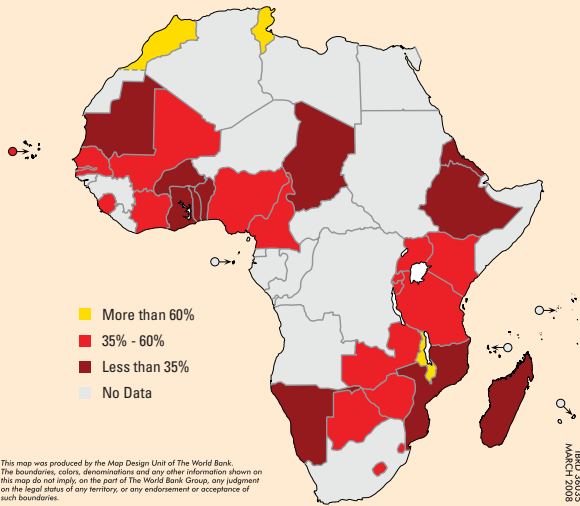 More than 60%
35% - 60%
Less than 35%
No Data
This map was produced by the Map Design Unit of The World Bank.
The boundaries, colors, denominations and any other information shown on
this map do not imply, on the part of The World Bank Group, any judgment
on the legal status of any territory, or any endorsement or acceptance of
such boundaries.
IBRD 36035
MARCH 2008